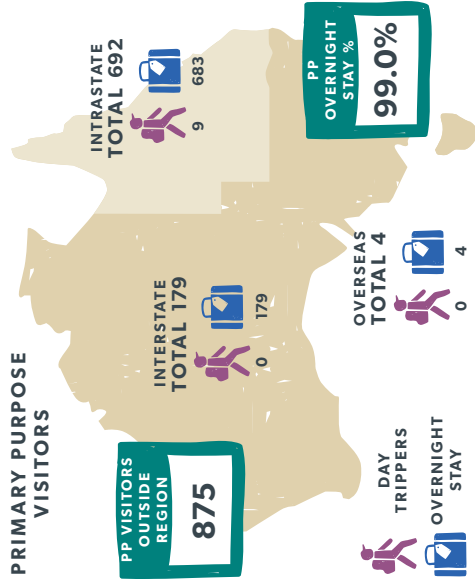 PRIMARY PURPOSE
VISITORS
PP VISITORS
OUTSIDE
REGION
875
INTERSTATE
TOTAL 179
0
179
INTRASTATE
TOTAL 692
9
683
PP
OVERNIGHT
STAY %
99.0%
OVERSEAS
TOTAL 4
0
4
DAY
TRIPPERS
OVERNIGHT
STAY